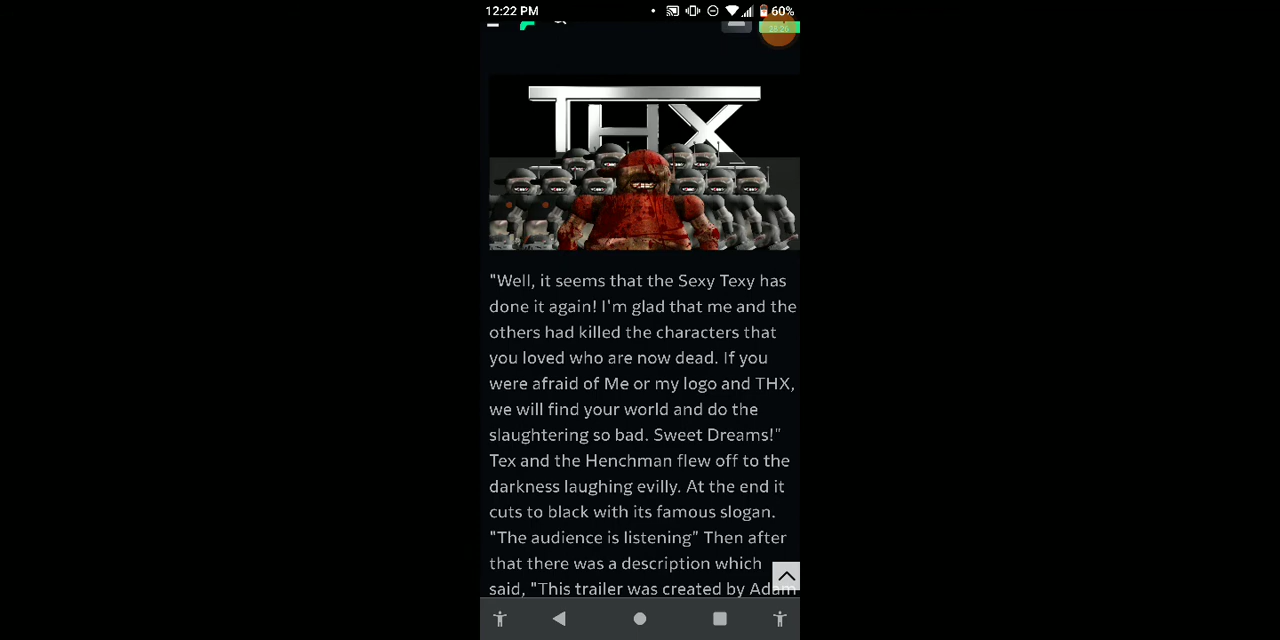 12:22 PM
60%
THX
"Well, it seems that the Sexy Texy has
done it again! I'm glad that me and the
others had killed the characters that
you loved who are now dead. If you
were afraid of Me or my logo and THX,
we will find your world and do the
slaughtering so bad. Sweet Dreams!"
Tex and the Henchman flew off to the
darkness laughing evilly. At the end it
cuts to black with its famous slogan.
"The audience is listening" Then after
that there was a description which
said, "This trailer was created by Adam